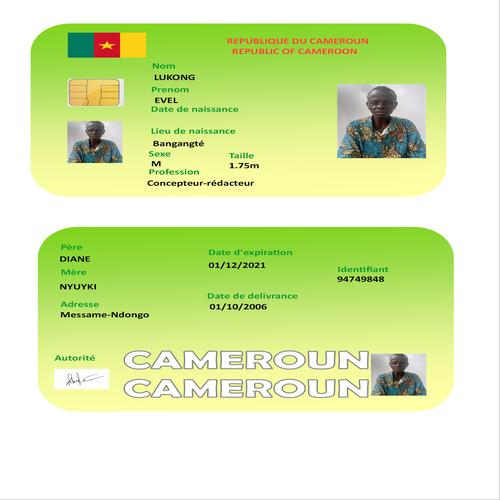 REPUBLIQUE DU CAMEROUN
REPUBLIC OF CAMEROON
Nom
LUKONG
Prenom
EVEL
Date de naissance
Lieu de naissance
Bangangté
Sexe
Taille
M
1.75m
Profession
Concepteur-rédacteur
Père
DIANE
Mère
NYUYKI
Adresse
Messame-Ndongo
Date d'expiration
01/12/2021
Date de delivrance
01/10/2006
Identifiant
94749848
Autorité
CAMEROUN
CAMEROUN